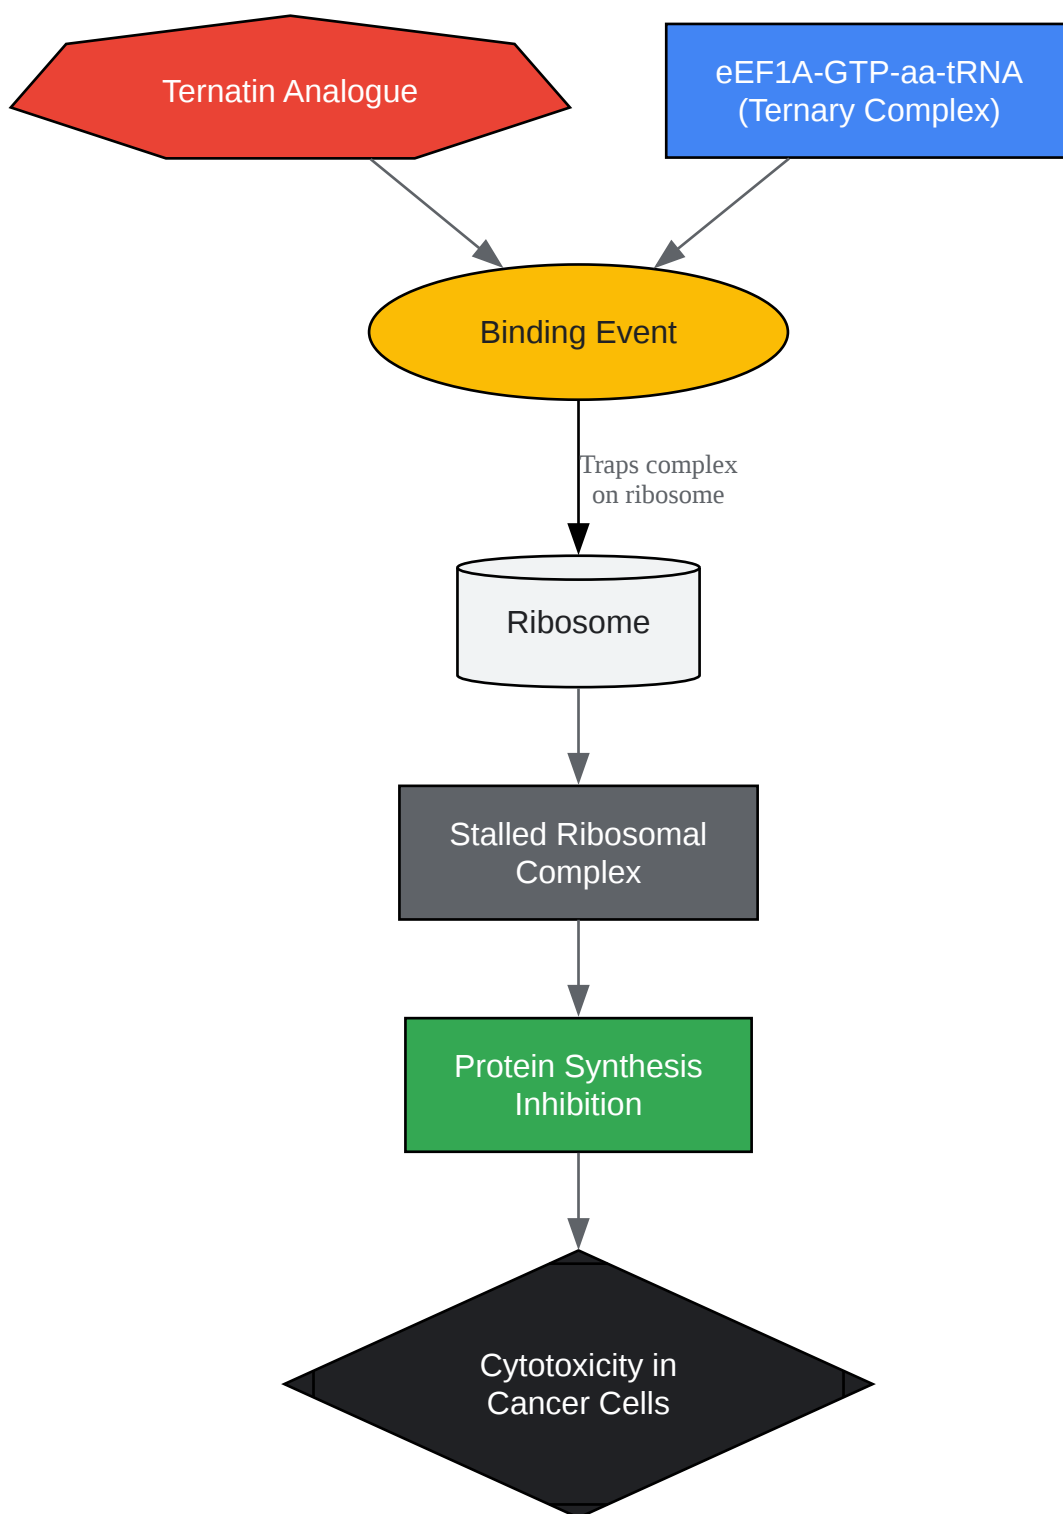 Ternatin Analogue
eEF1A-GTP-aa-tRNA
(Ternary Complex)
Binding Event
Traps complex
on ribosome
Ribosome
Stalled Ribosomal
Complex
Protein Synthesis
Inhibition
Cytotoxicity in
Cancer Cells